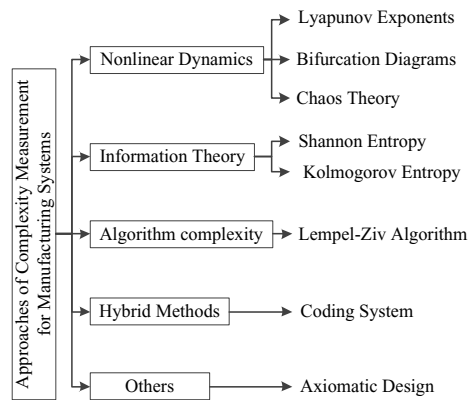 Approaches of Complexity Measurement
for Manufacturing Systems
Nonlinear Dynamics
Lyapunov Exponents
Bifurcation Diagrams
Chaos Theory
Information Theory
Shannon Entropy
Kolmogorov Entropy
Algorithm complexity
Lempel-Ziv Algorithm
Hybrid Methods
Coding System
Others
Axiomatic Design